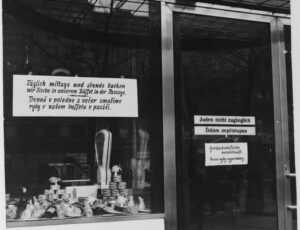 Täglich mittags und abends backen
wir Fische in unserem Büffet in der Passage.
Denně v poledne a večer smažíme
ryby v našem buffetu v pasáži.
Juden nicht zugänglich
Židům nepřístupno